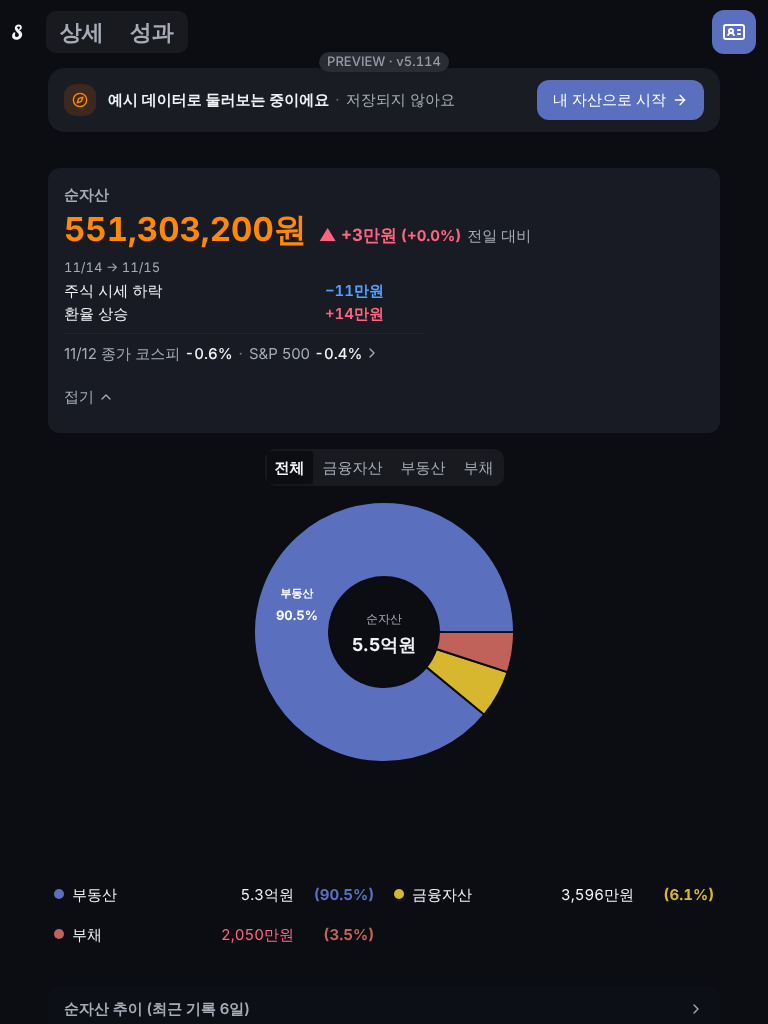 상세 성과
PREVIEW · v5.114
예시 데이터로 둘러보는 중이에요 · 저장되지 않아요
내 자산으로 시작 →
순자산
551,303,200원 ▲ +3만원 (+0.0%) 전일 대비
11/14 → 11/15
주식 시세 하락 −11만원
환율 상승 +14만원
11/12 종가 코스피 -0.6% · S&P 500 -0.4%
접기
전체 금융자산 부동산 부채
부동산
90.5%
순자산
5.5억원
부동산 5.3억원 (90.5%) 금융자산 3,596만원 (6.1%)
부채 2,050만원 (3.5%)
순자산 추이 (최근 기록 6일)